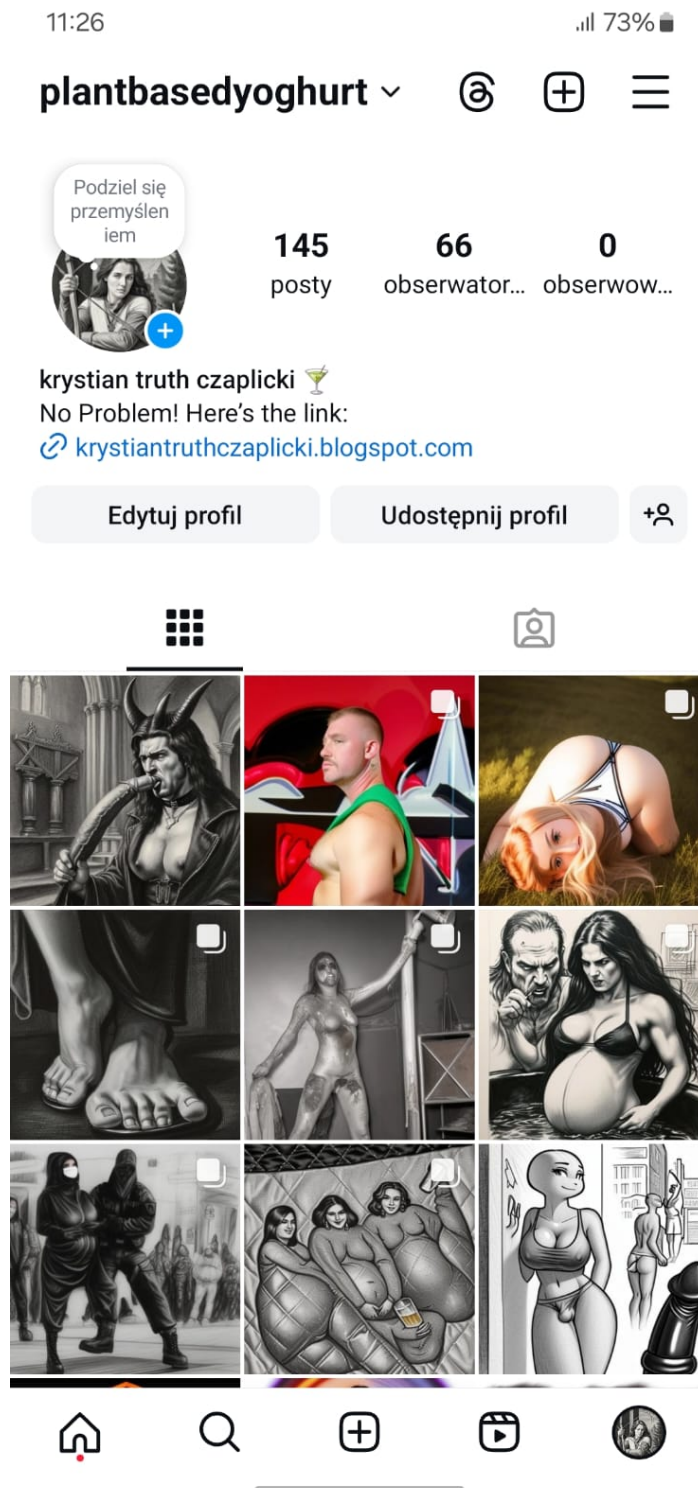 11:26
73%
plantbasedyoghurt
Podziel się
przemyślen
iem
145
posty
66
obserwator...
0
obserwow...
krystian truth czaplicki 🍸
No Problem! Here's the link:
krystiantruthczaplicki.blogspot.com
Edytuj profil
Udostępnij profil